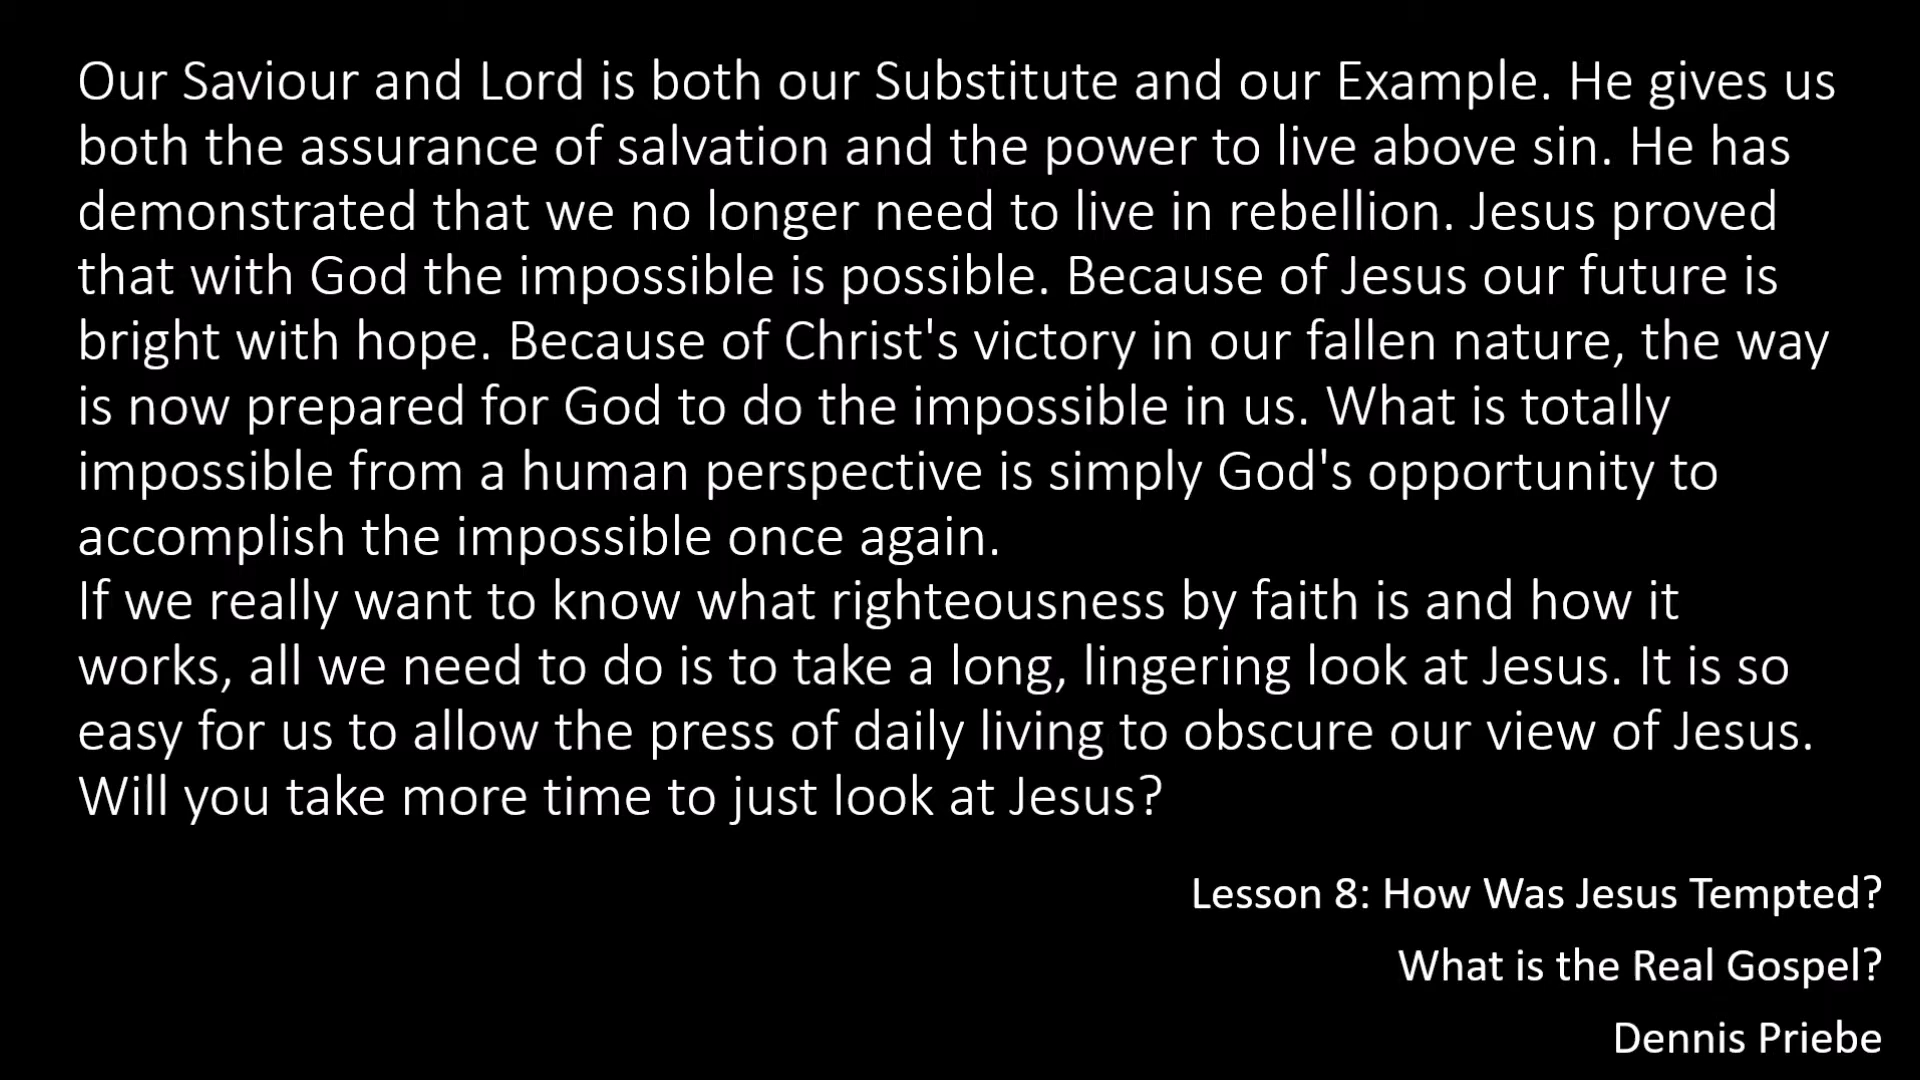 Our Saviour and Lord is both our Substitute and our Example. He gives us
both the assurance of salvation and the power to live above sin. He has
demonstrated that we no longer need to live in rebellion. Jesus proved
that with God the impossible is possible. Because of Jesus our future is
bright with hope. Because of Christ's victory in our fallen nature, the way
is now prepared for God to do the impossible in us. What is totally
impossible from a human perspective is simply God's opportunity to
accomplish the impossible once again.
If we really want to know what righteousness by faith is and how it
works, all we need to do is to take a long, lingering look at Jesus. It is so
easy for us to allow the press of daily living to obscure our view of Jesus.
Will you take more time to just look at Jesus?
Lesson 8: How Was Jesus Tempted?
What is the Real Gospel?
Dennis Priebe